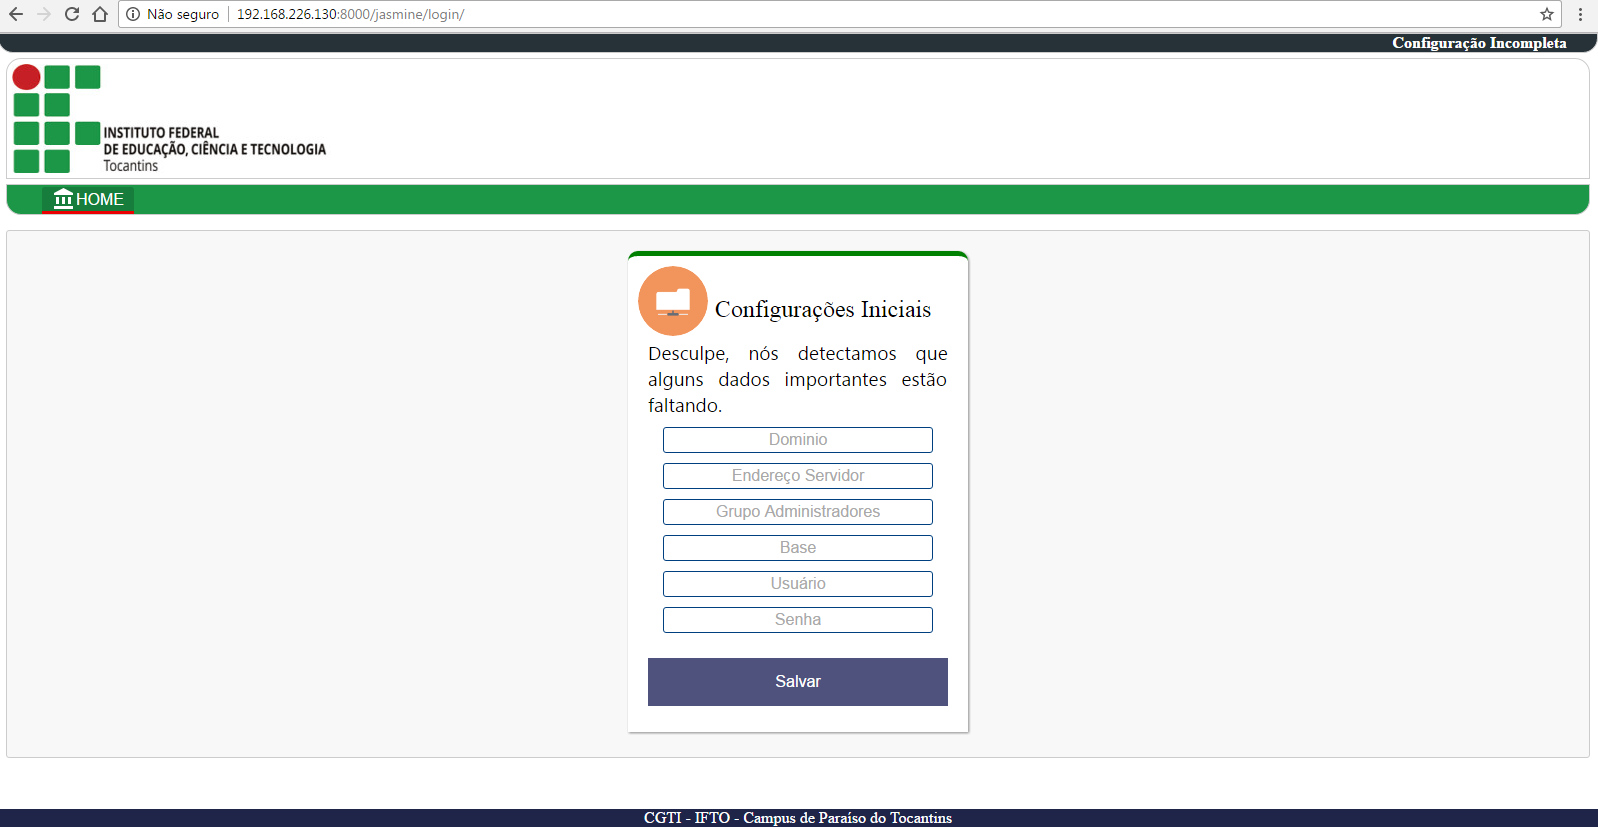 Não seguro
192.168.226.130:8000/jasmine/login/
Configuração Incompleta
INSTITUTO FEDERAL
DE EDUCAÇÃO, CIÊNCIA E TECNOLOGIA
Tocantins
HOME
Configurações Iniciais
Desculpe, nós detectamos que
alguns dados importantes estão
faltando.
Dominio
Endereço Servidor
Grupo Administradores
Base
Usuário
Senha
Salvar
CGTI - IFTO - Campus de Paraíso do Tocantins